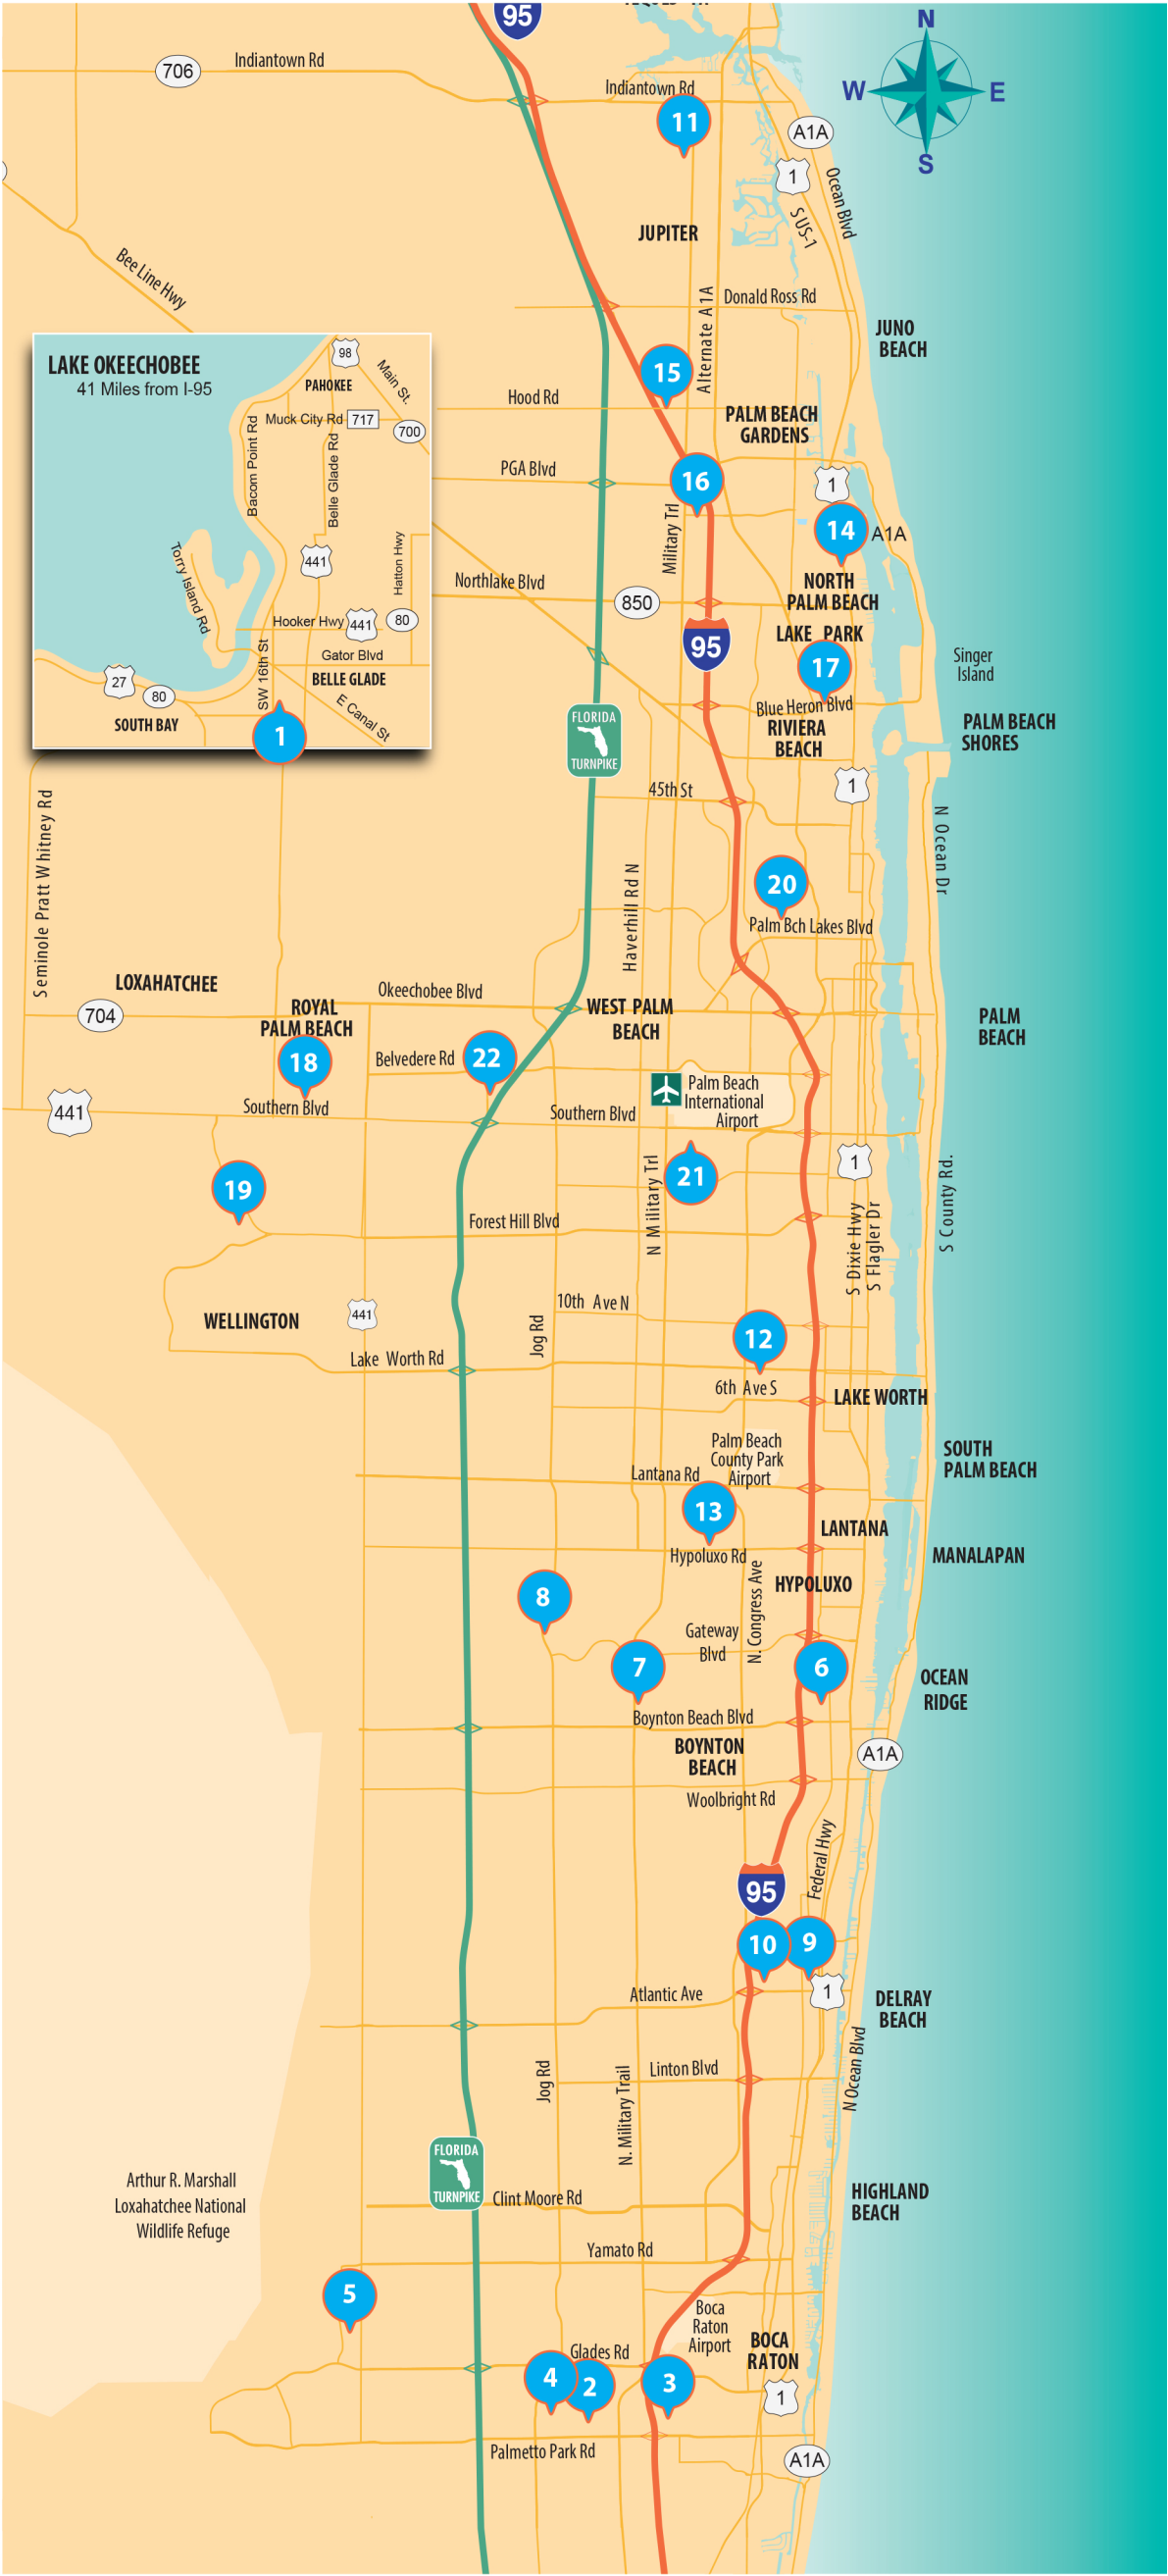 95
N
W
E
S
706
Indiantown Rd
Indiantown Rd
11
A1A
1
Ocean Blvd
S US-1
JUPITER
Bee Line Hwy
Alternate A1A
Donald Ross Rd
JUNO
BEACH
LAKE OKEECHOBEE
41 Miles from I-95
98
Main St.
PAHOKEE
Muck City Rd
717
700
Bacom Point Rd
Belle Glade Rd
441
Hatton Hwy
Torry Island Rd
Hooker Hwy
441
80
Gator Blvd
SW 16th St
BELLE GLADE
27
80
SOUTH BAY
E Canal St
1
15
Hood Rd
PALM BEACH
GARDENS
PGA Blvd
16
1
Military Trl
14
A1A
Northlake Blvd
850
NORTH
PALM BEACH
LAKE PARK
95
17
Singer
Island
Blue Heron Blvd
RIVIERA
BEACH
PALM BEACH
SHORES
FLORIDA
TURNPIKE
1
45th St
Seminole Pratt Whitney Rd
N Ocean Dr
Haverhill Rd N
20
Palm Bch Lakes Blvd
LOXAHATCHEE
Okeechobee Blvd
704
ROYAL
PALM BEACH
WEST PALM
BEACH
PALM
BEACH
18
Belvedere Rd
22
Palm Beach
International
Airport
441
Southern Blvd
Southern Blvd
1
19
21
N Military Trl
S County Rd.
Forest Hill Blvd
S Dixie Hwy
S Flagler Dr
WELLINGTON
441
10th Ave N
Jog Rd
12
Lake Worth Rd
6th Ave S
LAKE WORTH
Palm Beach
County Park
Airport
SOUTH
PALM BEACH
Lantana Rd
13
LANTANA
Hypoluxo Rd
MANALAPAN
HYPOLUXO
N. Congress Ave
8
Gateway
Blvd
7
6
OCEAN
RIDGE
Boynton Beach Blvd
BOYNTON
BEACH
A1A
Woolbright Rd
Federal Hwy
95
10
9
1
Atlantic Ave
DELRAY
BEACH
Jog Rd
N. Military Trail
Linton Blvd
N Ocean Blvd
FLORIDA
TURNPIKE
Arthur R. Marshall
Loxahatchee National
Wildlife Refuge
Clint Moore Rd
HIGHLAND
BEACH
Yamato Rd
5
Boca
Raton
Airport
BOCA
RATON
Glades Rd
4
2
3
1
Palmetto Park Rd
A1A